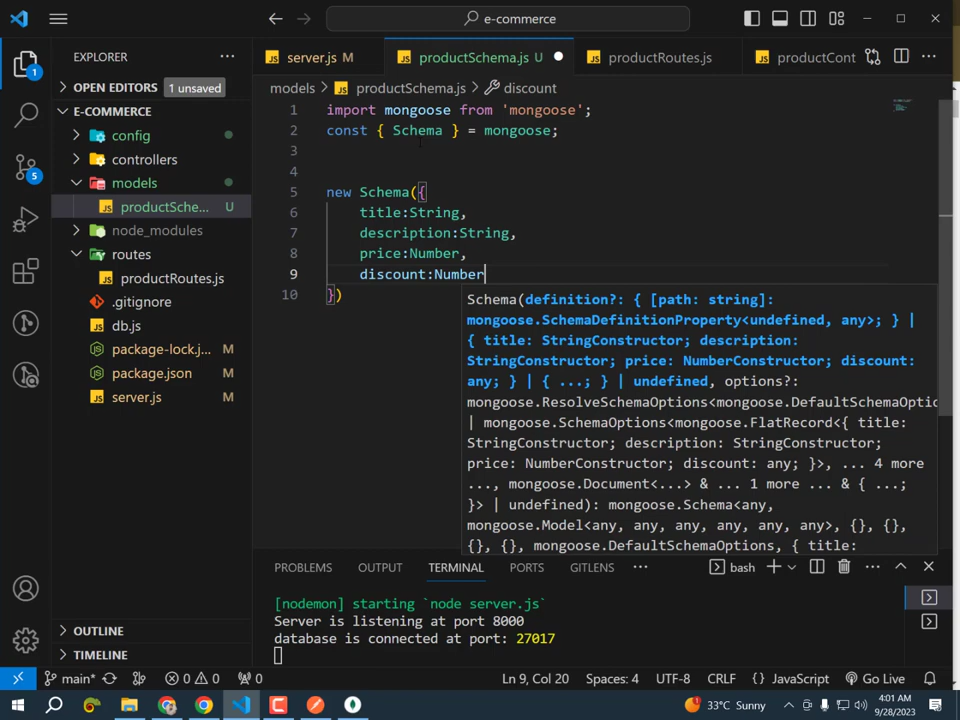 e-commerce
EXPLORER
server.js M
productSchema.js U
productRoutes.js
productCont
OPEN EDITORS 1 unsaved
models > productSchema.js > discount
E-COMMERCE
config
controllers
models
productSche... U
node_modules
routes
productRoutes.js
.gitignore
db.js
package-lock.j... M
package.json M
server.js M
OUTLINE
TIMELINE
1
5
1 import mongoose from 'mongoose';
2 const { Schema } = mongoose;
3
4
5 new Schema({
6 title:String,
7 description:String,
8 price:Number,
9 discount:Number
10 })
Schema(definition?: { [path: string]:
mongoose.SchemaDefinitionProperty<undefined, any>; } |
{ title: StringConstructor; description:
StringConstructor; price: NumberConstructor; discount:
any; } | { ...; } | undefined, options?:
mongoose.ResolveSchemaOptions<mongoose.DefaultSchemaOptio
| mongoose.SchemaOptions<mongoose.FlatRecord<{ title:
StringConstructor; description: StringConstructor;
price: NumberConstructor; discount: any; }>, ... 4 more
..., mongoose.Document<...> & ... 1 more ... & { ...;
}> | undefined): mongoose.Schema<any,
mongoose.Model<any, any, any, any, any, any>, {}, {},
{}, {}, mongoose.DefaultSchemaOptions, { title:
PROBLEMS OUTPUT TERMINAL PORTS GITLENS ... bash
[nodemon] starting `node server.js`
Server is listening at port 8000
database is connected at port: 27017
main* 0 0 0 Ln 9, Col 20 Spaces: 4 UTF-8 CRLF {} JavaScript Go Live
33°C Sunny
4:01 AM
9/28/2023